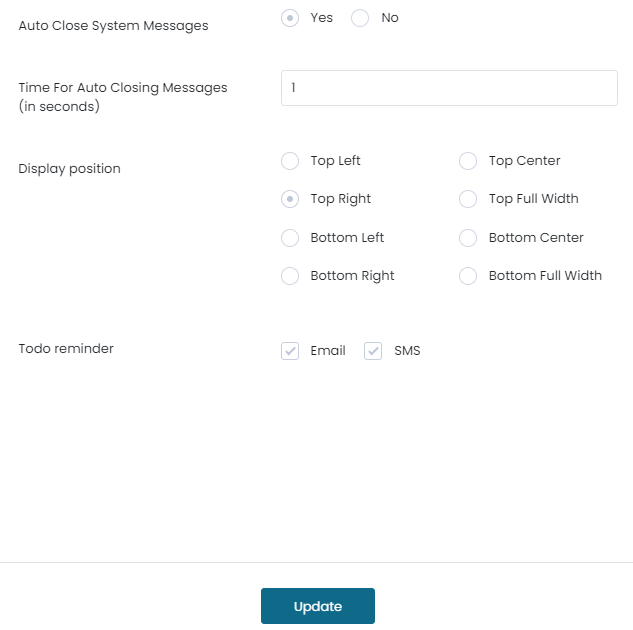 Auto Close System Messages
Yes
No
Time For Auto Closing Messages
(in seconds)
1
Display position
Top Left
Top Center
Top Right
Top Full Width
Bottom Left
Bottom Center
Bottom Right
Bottom Full Width
Todo reminder
Email
SMS
Update